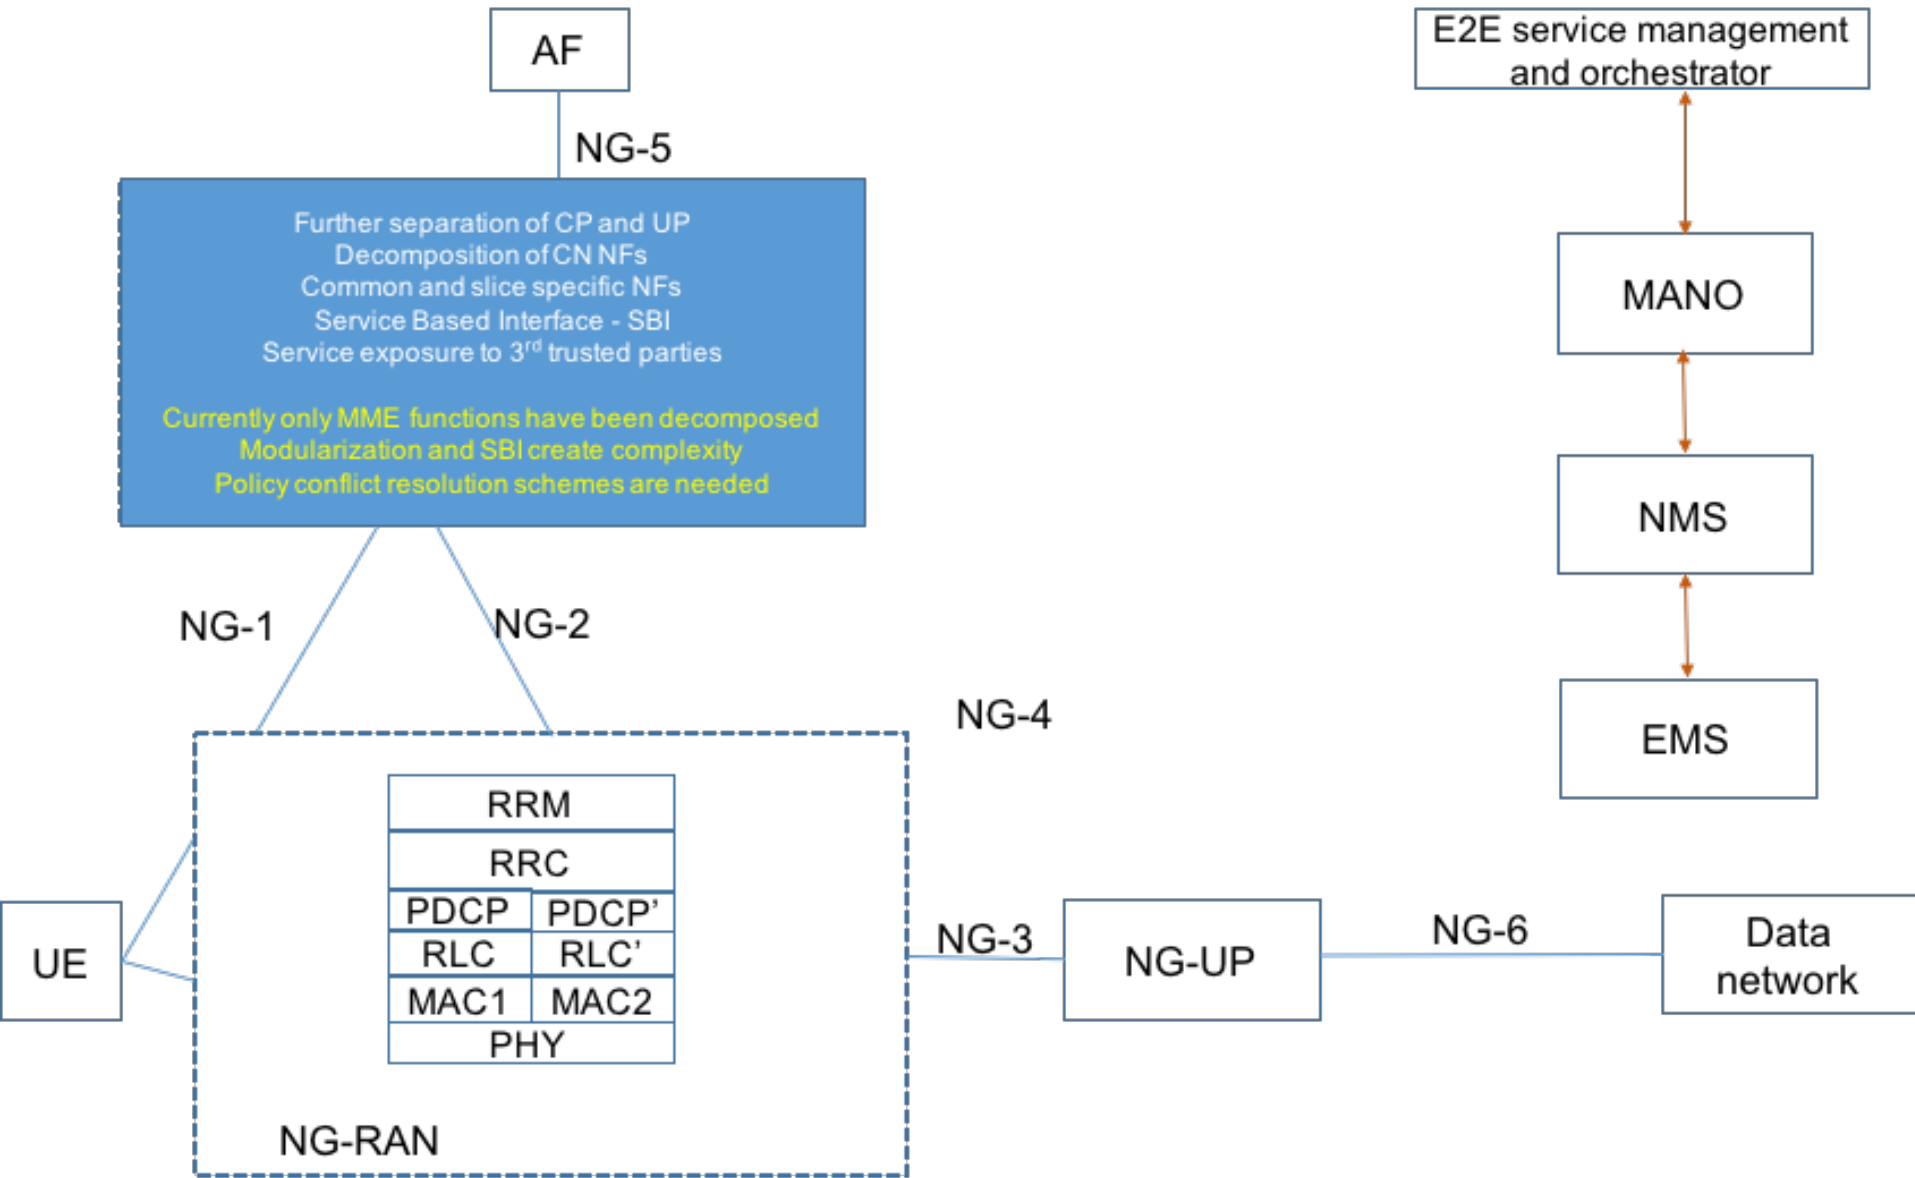 AF
E2E service management
and orchestrator
NG-5
Further separation of CP and UP
Decomposition of CN NFs
Common and slice specific NFs
Service Based Interface - SBI
Service exposure to 3rd trusted parties
Currently only MME functions have been decomposed
Modularization and SBI create complexity
Policy conflict resolution schemes are needed
MANO
NMS
NG-1
NG-2
NG-4
EMS
RRM
RRC
PDCP
PDCP’
RLC
RLC’
MAC1
MAC2
PHY
UE
NG-3
NG-UP
NG-6
Data
network
NG-RAN